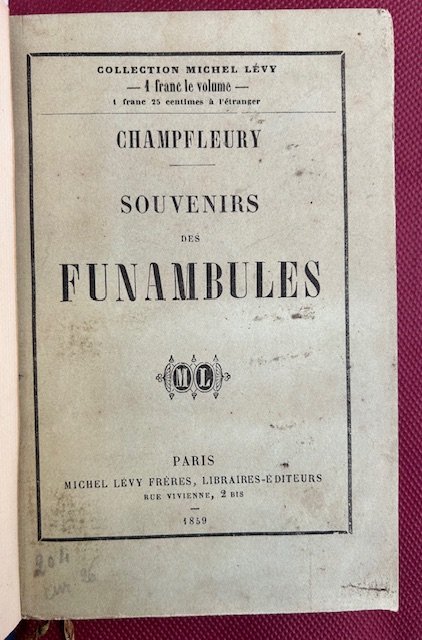 COLLECTION MICHEL LÉVY
— 1 franc le volume —
1 franc 25 centimes à l'étranger
CHAMPFLEURY
SOUVENIRS
DES
FUNAMBULES
M L
PARIS
MICHEL LÉVY FRÈRES, LIBRAIRES-ÉDITEURS
RUE VIVIENNE, 2 BIS
—
1859
204